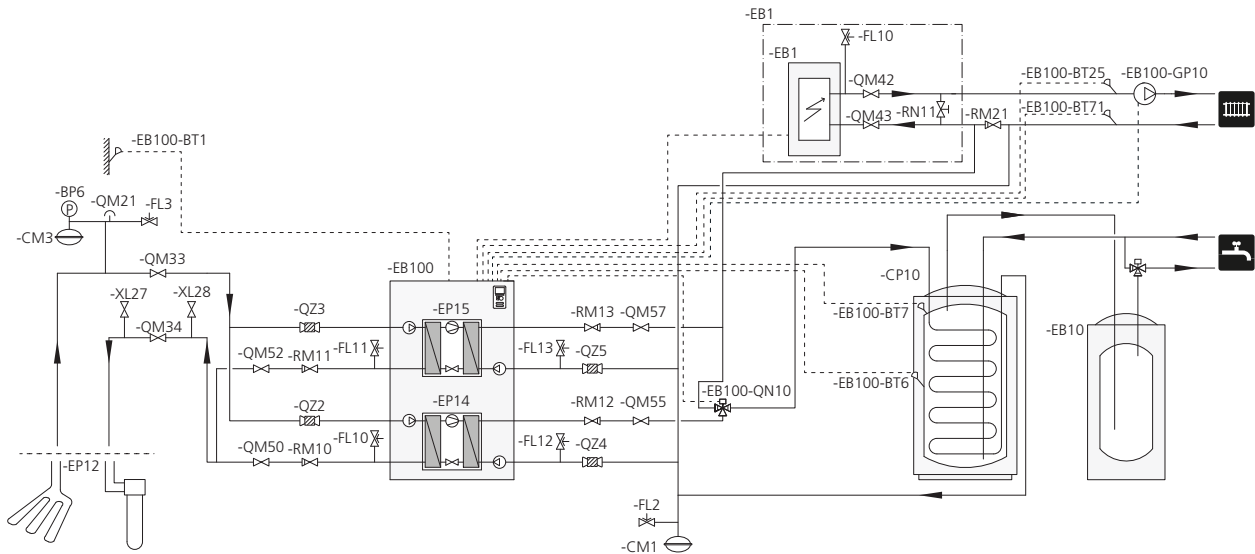 -EB1
-FL10
-EB1
-QM42
-EB100-BT25
-EB100-GP10
-RN11
-EB100-BT71
-QM43
-RM21
-EB100-BT1
-BP6
P
-QM21
-FL3
-CM3
-QM33
-XL27
-XL28
-QM34
-EB100
-CP10
-EP15
-QZ3
-RM13
-QM57
-EB100-BT7
-EB10
-QM52
-RM11
-FL11
-FL13
-QZ5
-EB100-BT6
-EB100-QN10
-QZ2
-EP14
-RM12
-QM55
-QM50
-RM10
-FL10
-FL12
-QZ4
-EP12
-FL2
-CM1